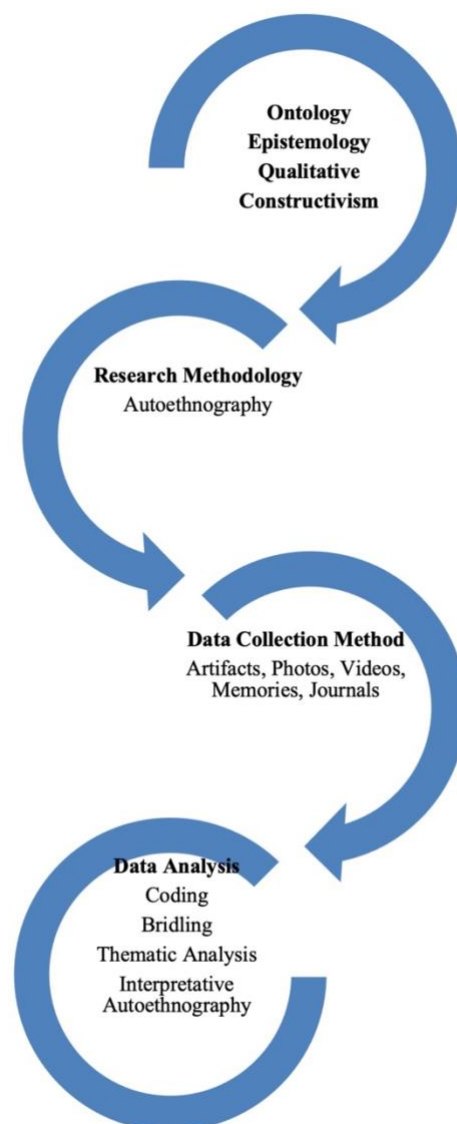 Ontology
Epistemology
Qualitative
Constructivism
Research Methodology
Autoethnography
Data Collection Method
Artifacts, Photos, Videos,
Memories, Journals
Data Analysis
Coding
Bridling
Thematic Analysis
Interpretative
Autoethnography